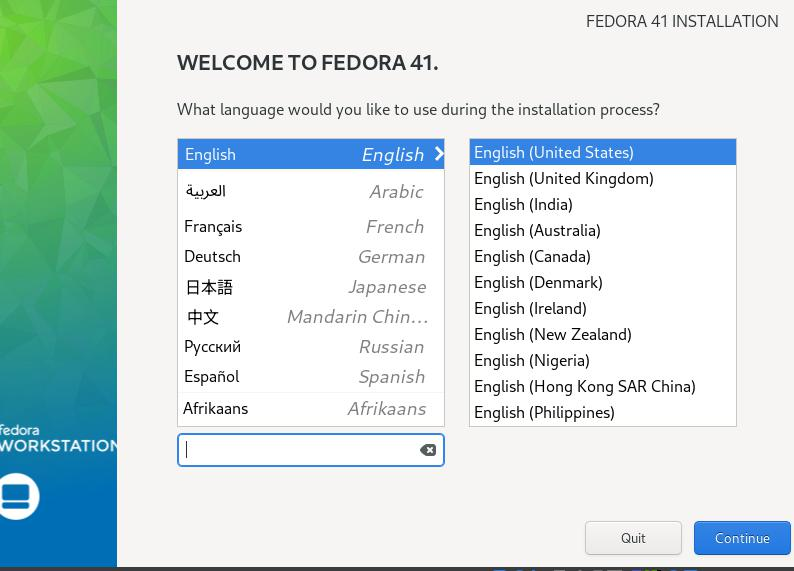 FEDORA 41 INSTALLATION
WELCOME TO FEDORA 41.
What language would you like to use during the installation process?
English English
العربية Arabic
Français French
Deutsch German
日本語 Japanese
中文 Mandarin Chin...
Русский Russian
Español Spanish
Afrikaans Afrikaans
English (United States)
English (United Kingdom)
English (India)
English (Australia)
English (Canada)
English (Denmark)
English (Ireland)
English (New Zealand)
English (Nigeria)
English (Hong Kong SAR China)
English (Philippines)
fedora
WORKSTATION
Quit
Continue